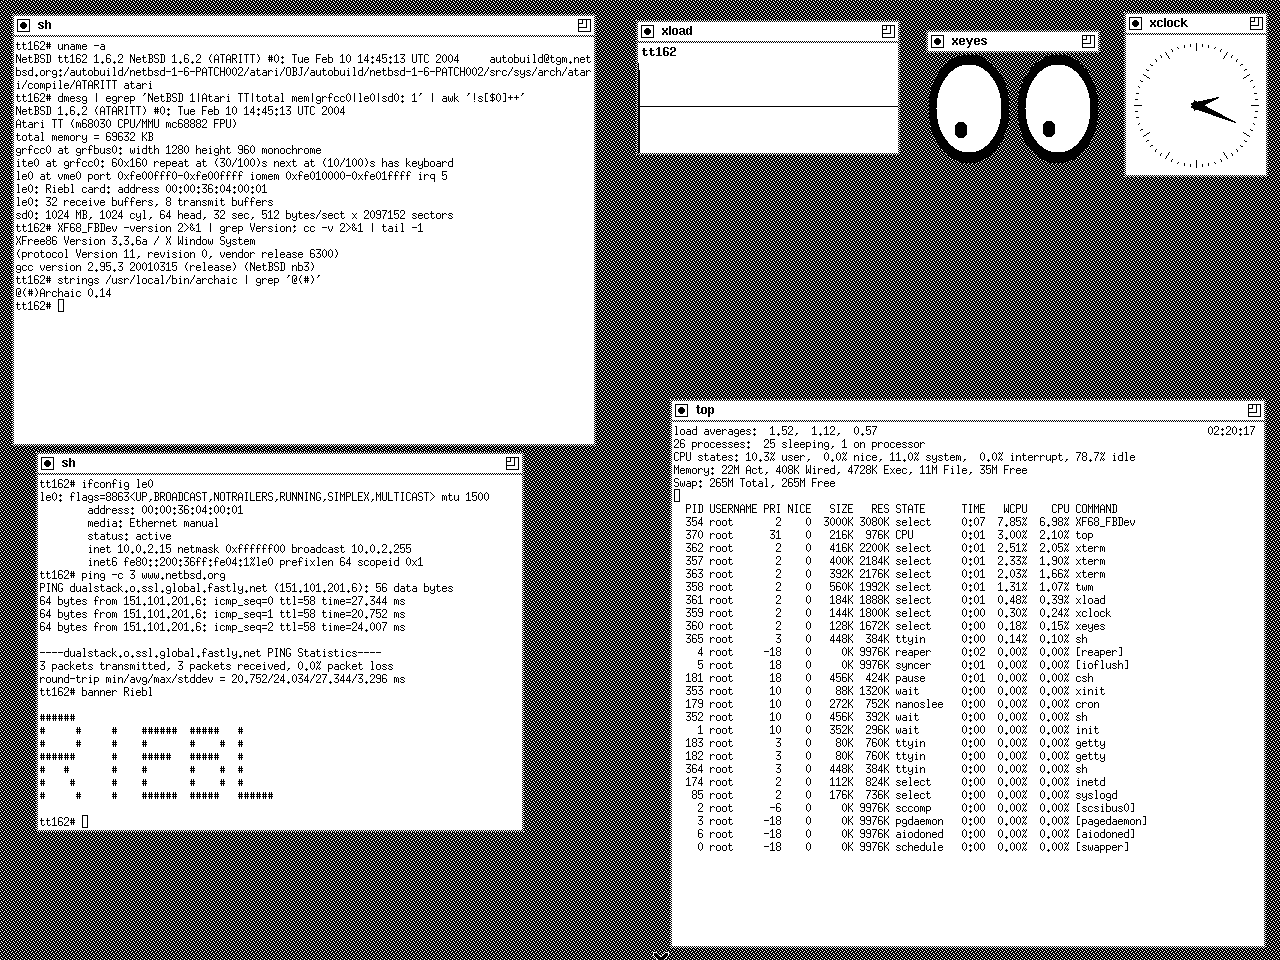 sh
tt162# uname -a
NetBSD tt162 1.6.2 NetBSD 1.6.2 (ATARITT) #0: Tue Feb 10 14:45:13 UTC 2004     autobuild@tgm.net
bsd.org:/autobuild/netbsd-1-6-PATCH002/atari/OBJ/autobuild/netbsd-1-6-PATCH002/src/sys/arch/atar
i/compile/ATARITT atari
tt162# dmesg | egrep 'NetBSD 1|Atari TT|total mem|grfcc0|le0|sd0: 1' | awk '!s[$0]++'
NetBSD 1.6.2 (ATARITT) #0: Tue Feb 10 14:45:13 UTC 2004
Atari TT (m68030 CPU/MMU mc68882 FPU)
total memory = 69632 KB
grfcc0 at grfbus0: width 1280 height 960 monochrome
ite0 at grfcc0: 60x160 repeat at (30/100)s next at (10/100)s has keyboard
le0 at vme0 port 0xfe00fff0-0xfe00ffff iomem 0xfe010000-0xfe01ffff irq 5
le0: Riebl card: address 00:00:36:04:00:01
le0: 32 receive buffers, 8 transmit buffers
sd0: 1024 MB, 1024 cyl, 64 head, 32 sec, 512 bytes/sect x 2097152 sectors
tt162# XF68_FBDev -version 2>&1 | grep Version; cc -v 2>&1 | tail -1
XFree86 Version 3.3.6a / X Window System
(protocol Version 11, revision 0, vendor release 6300)
gcc version 2.95.3 20010315 (release) (NetBSD nb3)
tt162# strings /usr/local/bin/archaic | grep '@(#)'
@(#)Archaic 0.14
tt162#
xload
tt162
xeyes
xclock
sh
tt162# ifconfig le0
le0: flags=8863<UP,BROADCAST,NOTRAILERS,RUNNING,SIMPLEX,MULTICAST> mtu 1500
address: 00:00:36:04:00:01
media: Ethernet manual
status: active
inet 10.0.2.15 netmask 0xffffff00 broadcast 10.0.2.255
inet6 fe80::200:36ff:fe04:1%le0 prefixlen 64 scopeid 0x1
tt162# ping -c 3 www.netbsd.org
PING dualstack.o.ssl.global.fastly.net (151.101.201.6): 56 data bytes
64 bytes from 151.101.201.6: icmp_seq=0 ttl=58 time=27.344 ms
64 bytes from 151.101.201.6: icmp_seq=1 ttl=58 time=20.752 ms
64 bytes from 151.101.201.6: icmp_seq=2 ttl=58 time=24.007 ms
----dualstack.o.ssl.global.fastly.net PING Statistics----
3 packets transmitted, 3 packets received, 0.0% packet loss
round-trip min/avg/max/stddev = 20.752/24.034/27.344/3.296 ms
tt162# banner Riebl
######
#     #     #    ######  #####   #
#     #     #    #       #    #  #
######      #    #####   #####   #
#   #       #    #       #    #  #
#    #      #    #       #    #  #
#     #     #    ######  #####   ######
tt162#
top
load averages:  1.52,  1.12,  0.57     02:20:17
26 processes:  25 sleeping, 1 on processor
CPU states: 10.3% user,  0.0% nice, 11.0% system,  0.0% interrupt, 78.7% idle
Memory: 22M Act, 408K Wired, 4728K Exec, 11M File, 35M Free
Swap: 265M Total, 265M Free
PID USERNAME PRI NICE   SIZE   RES STATE      TIME   WCPU    CPU COMMAND
354 root       2    0  3000K 3080K select     0:07  7.85%  6.98% XF68_FBDev
370 root      31    0   216K  976K CPU        0:01  3.00%  2.10% top
362 root       2    0   416K 2200K select     0:01  2.51%  2.05% xterm
357 root       2    0   400K 2184K select     0:01  2.33%  1.90% xterm
363 root       2    0   392K 2176K select     0:01  2.03%  1.66% xterm
358 root       2    0   560K 1992K select     0:01  1.31%  1.07% twm
361 root       2    0   184K 1888K select     0:01  0.48%  0.39% xload
359 root       2    0   144K 1800K select     0:00  0.30%  0.24% xclock
360 root       2    0   128K 1672K select     0:00  0.18%  0.15% xeyes
365 root       3    0   448K  384K ttyin      0:00  0.14%  0.10% sh
4 root     -18    0     0K 9976K reaper     0:02  0.00%  0.00% [reaper]
5 root      18    0     0K 9976K syncer     0:01  0.00%  0.00% [ioflush]
181 root      18    0   456K  424K pause      0:01  0.00%  0.00% csh
353 root      10    0    88K 1320K wait       0:00  0.00%  0.00% xinit
179 root      10    0   272K  752K nanoslee   0:00  0.00%  0.00% cron
352 root      10    0   456K  392K wait       0:00  0.00%  0.00% sh
1 root      10    0   352K  296K wait       0:00  0.00%  0.00% init
183 root       3    0    80K  760K ttyin      0:00  0.00%  0.00% getty
182 root       3    0    80K  760K ttyin      0:00  0.00%  0.00% getty
364 root       3    0   448K  384K ttyin      0:00  0.00%  0.00% sh
174 root       2    0   112K  824K select     0:00  0.00%  0.00% inetd
85 root       2    0   176K  736K select     0:00  0.00%  0.00% syslogd
2 root      -6    0     0K 9976K sccomp     0:00  0.00%  0.00% [scsibus0]
3 root     -18    0     0K 9976K pgdaemon   0:00  0.00%  0.00% [pagedaemon]
6 root     -18    0     0K 9976K aiodoned   0:00  0.00%  0.00% [aiodoned]
0 root     -18    0     0K 9976K schedule   0:00  0.00%  0.00% [swapper]